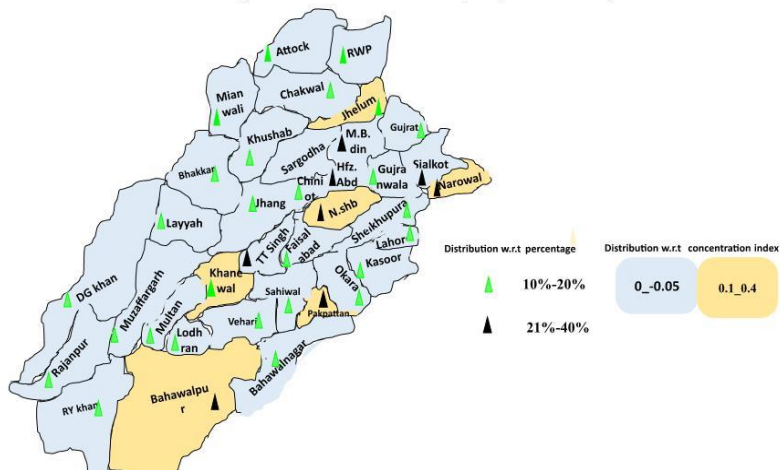 Attock
RWP
Chakwal
Mian
wali
Jhelum
Gujrat
Khushab
M.B.
din
Sargodha
Bhakkar
Hfz.
Abd
Gujra
nwala
Sialkot
Narowal
Chini
ot
Jhang
N.shb
Layyah
Sheikhupura
Lahor
TT Singh
Faisal
abad
Kasoor
DG khan
Muzaffargarh
Khane
wal
Okara
Sahiwal
Multan
Vehari
Pakpattan
Lodh
ran
Rajanpur
Bahawalnagar
Bahawalpu
r
RY khan
Distribution w.r.t percentage
10%-20%
21%-40%
Distribution w.r.t concentration index
0_-0.05
0.1_0.4